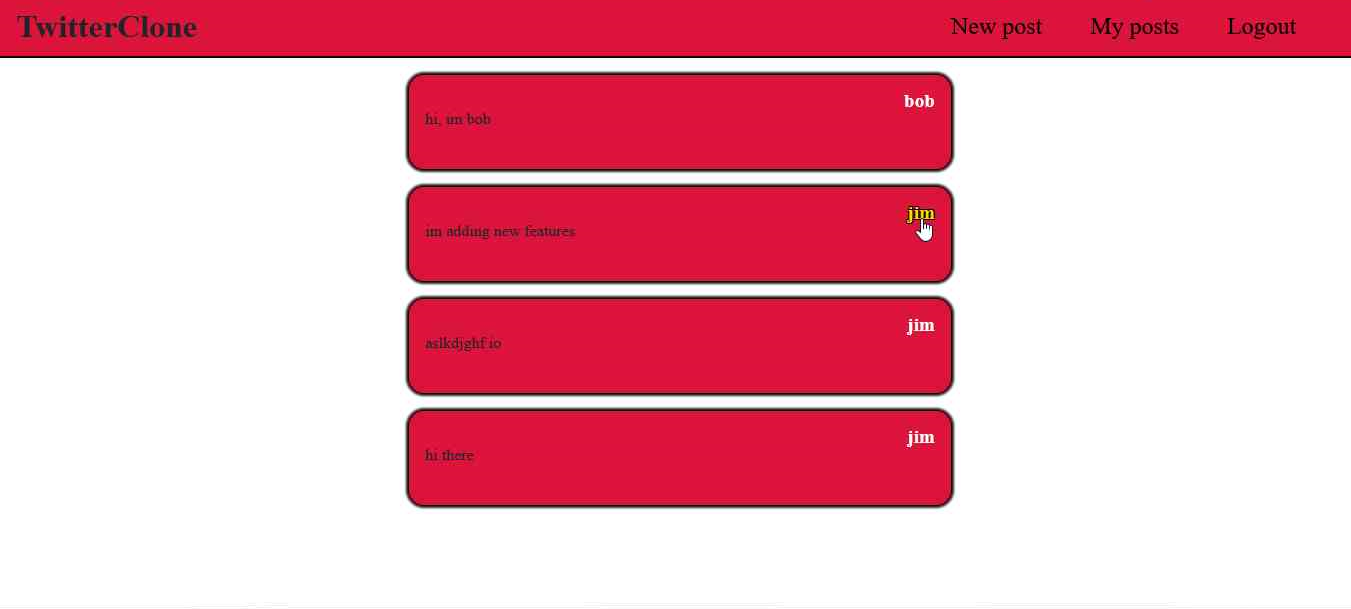 TwitterClone
New post
My posts
Logout
bob
hi, im bob
jim
im adding new features
jim
aslkdjghf io
jim
hi there